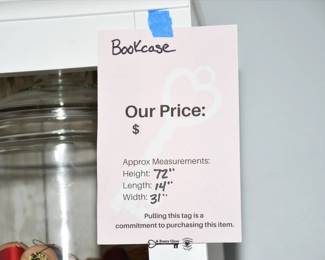 Bookcase
Our Price:
$
Approx Measurements:
Height: 72"
Length: 14"
Width: 31"
Pulling this tag is a
commitment to purchasing this item.